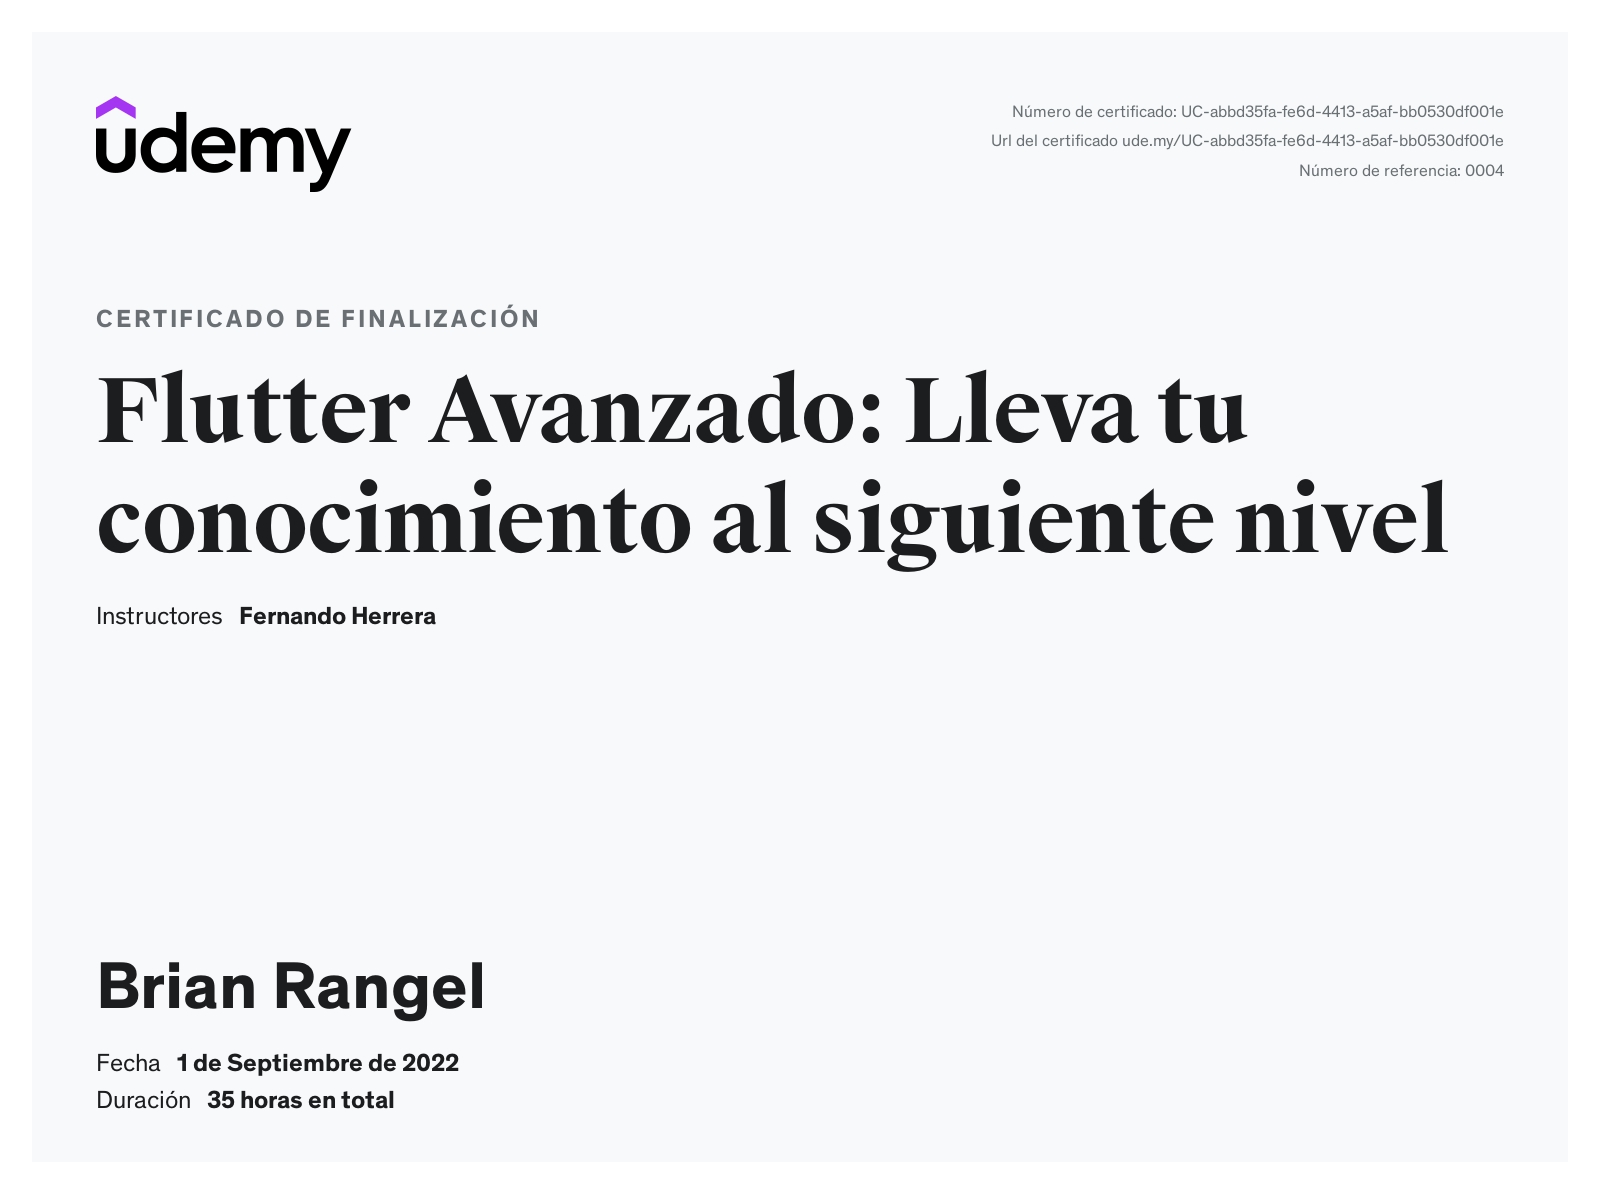 udemy
Número de certificado: UC-abbd35fa-fe6d-4413-a5af-bb0530df001e
Url del certificado ude.my/UC-abbd35fa-fe6d-4413-a5af-bb0530df001e
Número de referencia: 0004
CERTIFICADO DE FINALIZACIÓN
Flutter Avanzado: Lleva tu
conocimiento al siguiente nivel
Instructores Fernando Herrera
Brian Rangel
Fecha 1 de Septiembre de 2022
Duración 35 horas en total